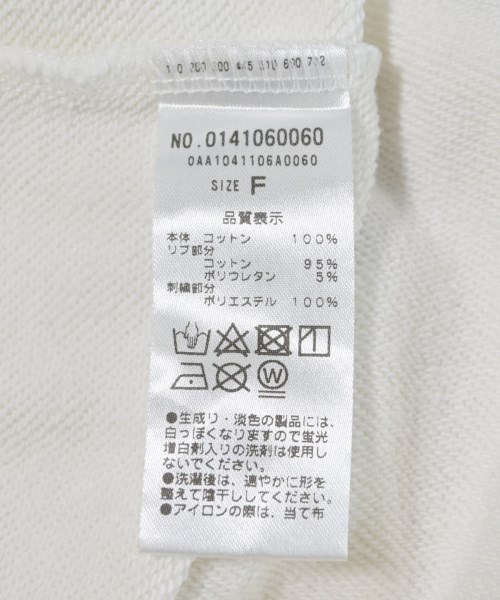 NO.0141060060
0AA1041106A0060
SIZE F
品質表示
本体 コットン 100%
リブ部分
コットン 95%
ポリウレタン 5%
刺繍部分
ポリエステル 100%
W
●生成り・淡色の製品には、
白っぽくなりますので蛍光
増白剤入りの洗剤は使用し
ないでください。
●洗濯後は、速やかに形を
整えて陰干ししてください。
●アイロンの際は、当て布